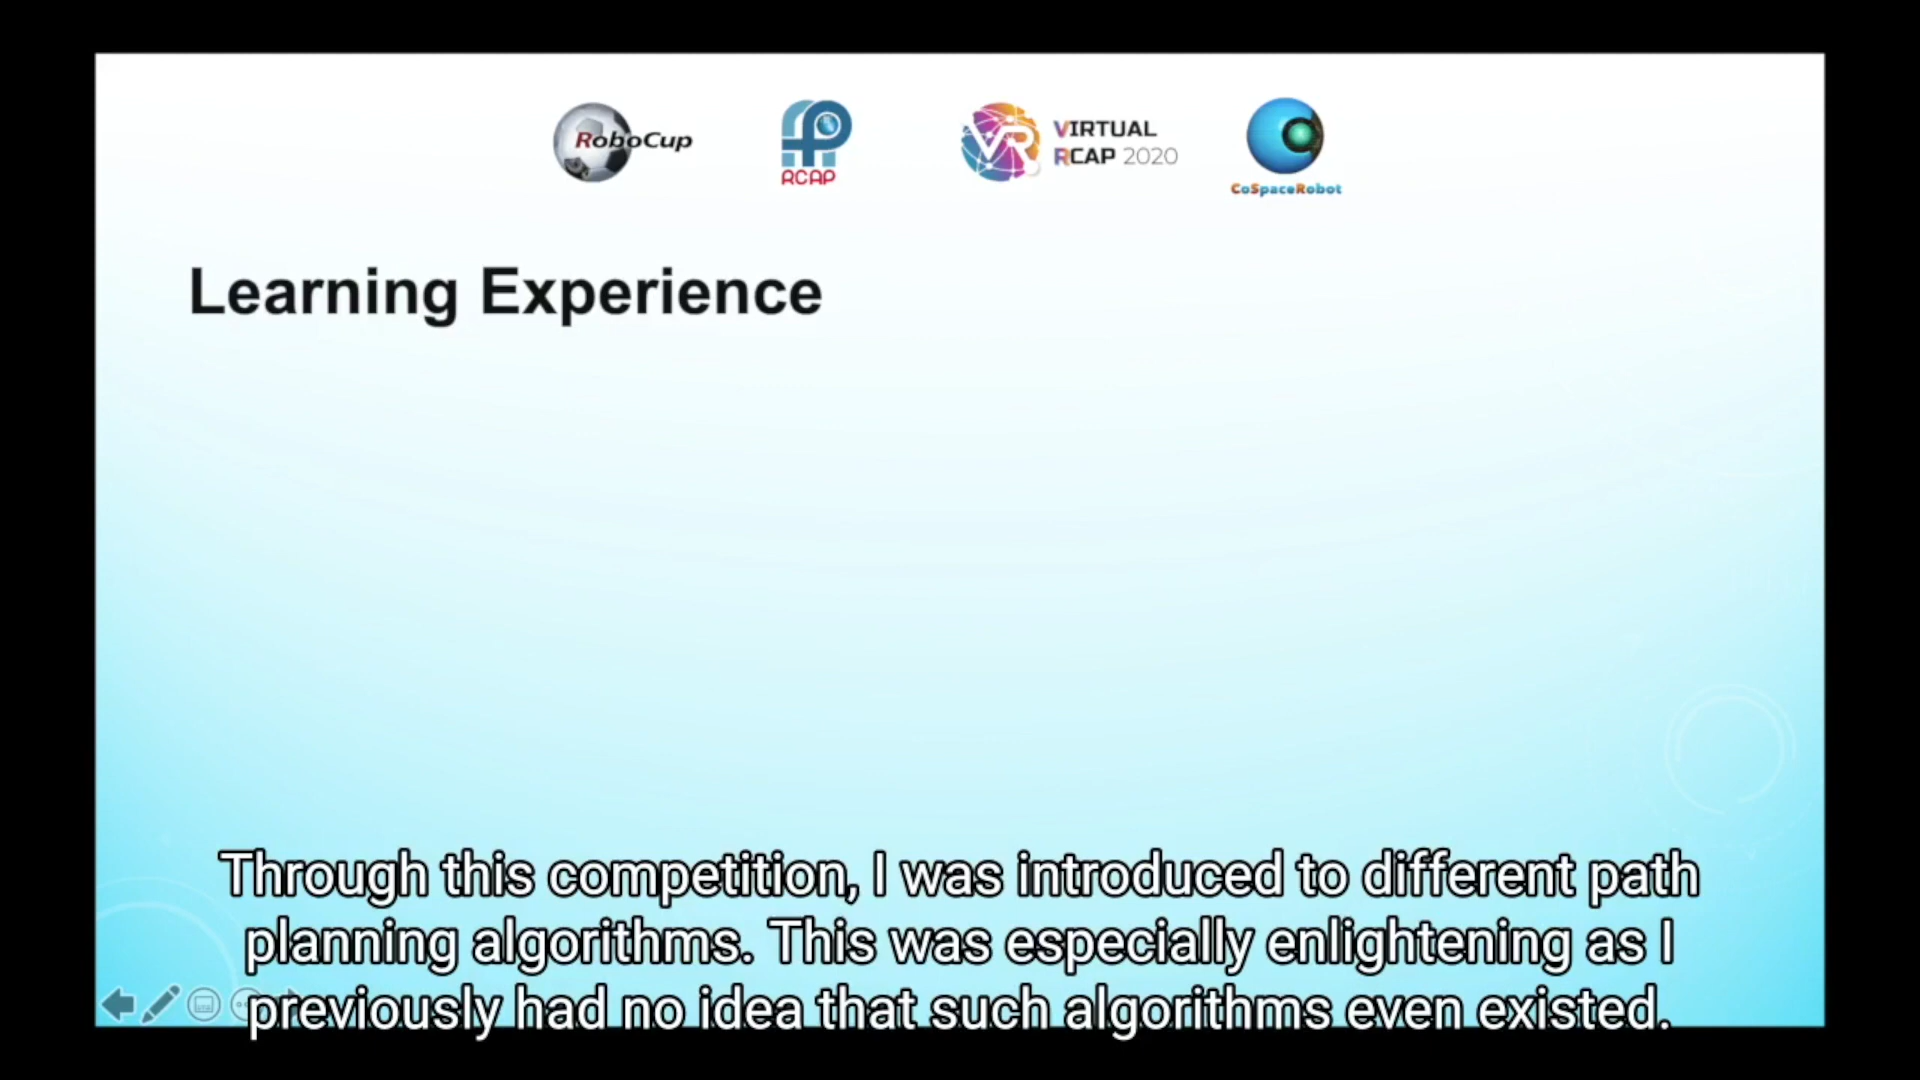 RoboCup
RCAP
VR
VIRTUAL
RCAP 2020
CoSpaceRobot
Learning Experience
Through this competition, I was introduced to different path
planning algorithms. This was especially enlightening as I
previously had no idea that such algorithms even existed.